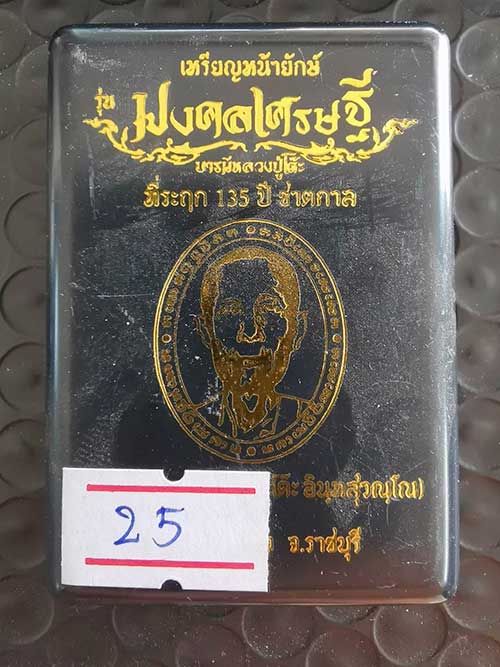 เหรียญหน้ายักษ์
รุ่น มงคลเศรษฐี
บารมีหลวงปู่โต๊ะ
ที่ระฤก 135 ปี ชาตกาล
โต๊ะ อินฺทสุวณฺโณ)
จ.ราชบุรี
25